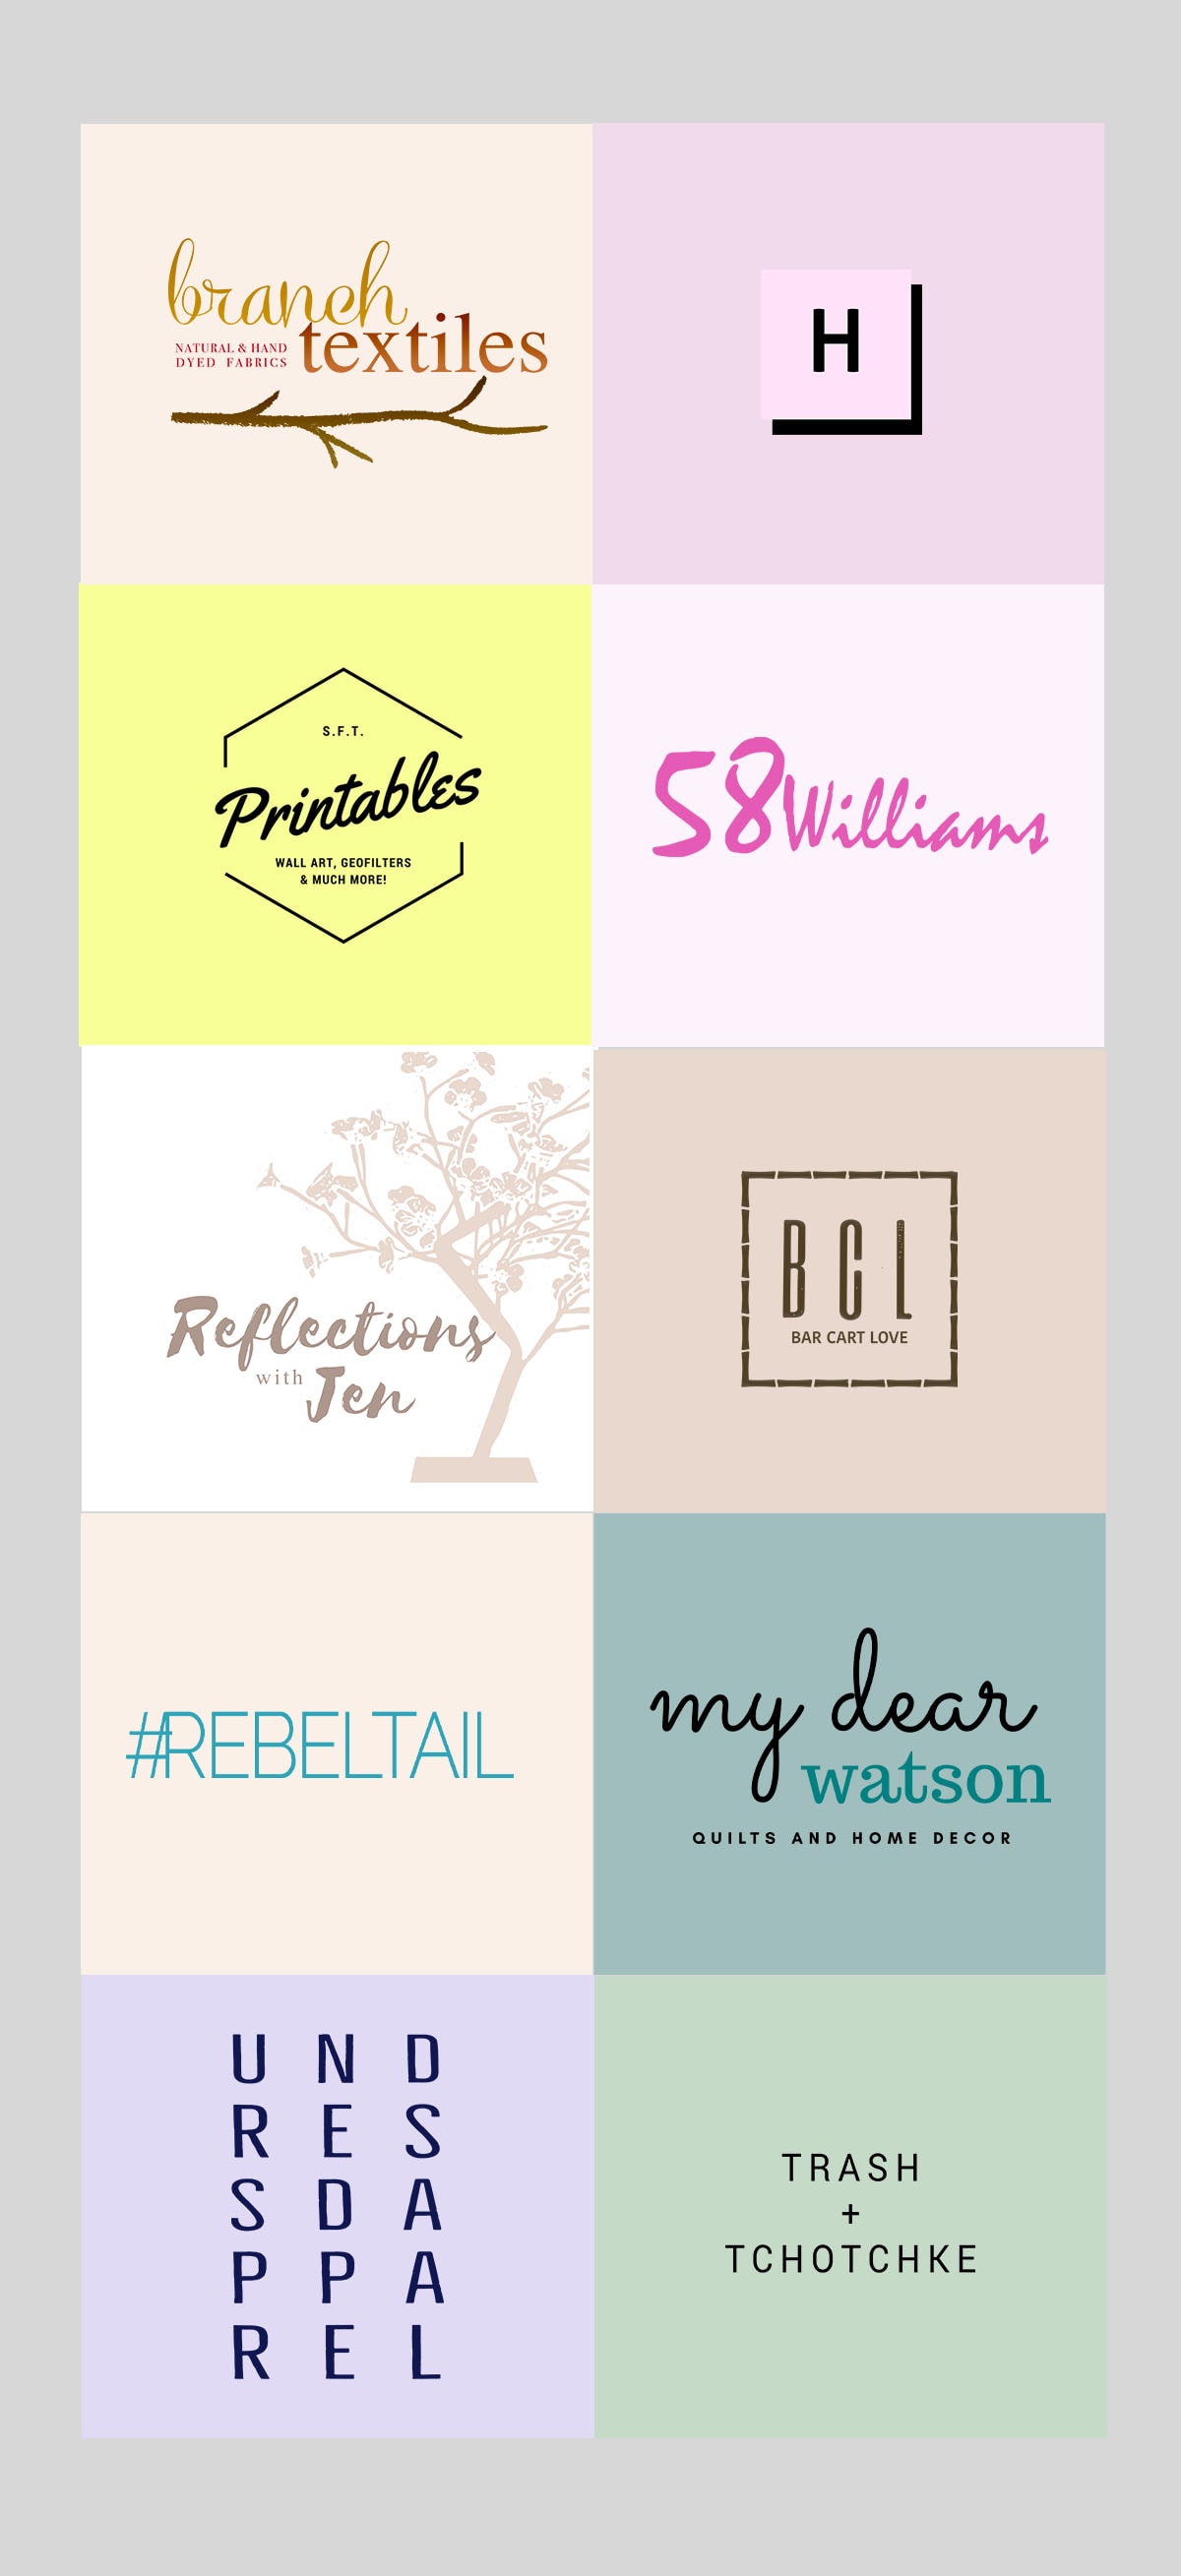 branch
NATURAL & HAND
DYED FABRICS
textiles
H
S.F.T.
Printables
WALL ART, GEOFILTERS
& MUCH MORE!
58Williams
Reflections
with
Jen
B C L
BAR CART LOVE
#REBELTAIL
my dear
watson
QUILTS AND HOME DECOR
U N D
R E S
S D A
P P A
R E L
TRASH
+
TCHOTCHKE